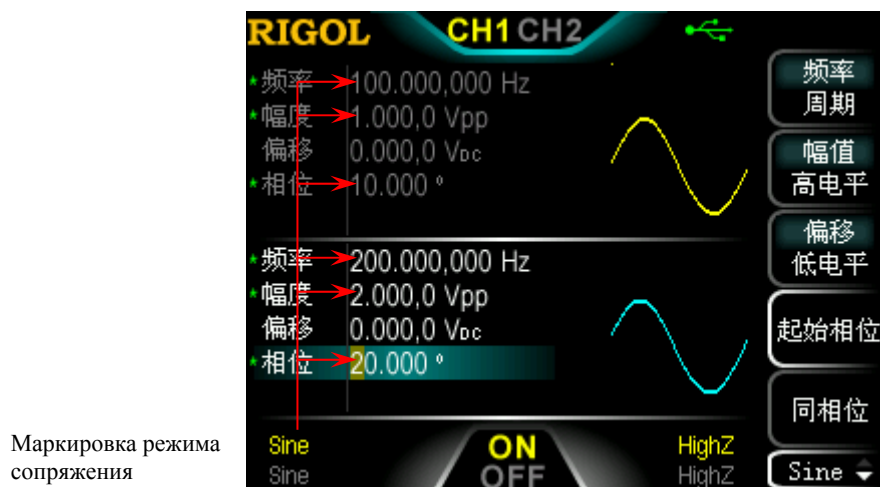 RIGOL CH1 CH2
*频率 100.000,000 Hz
*幅度 1.000,0 Vpp
偏移 0.000,0 VDC
*相位 10.000 °
*频率 200.000,000 Hz
*幅度 2.000,0 Vpp
偏移 0.000,0 VDC
*相位 20.000 °
Sine ON HighZ
Sine OFF HighZ
频率
周期
幅值
高电平
偏移
低电平
起始相位
同相位
Sine
Маркировка режима
сопряжения